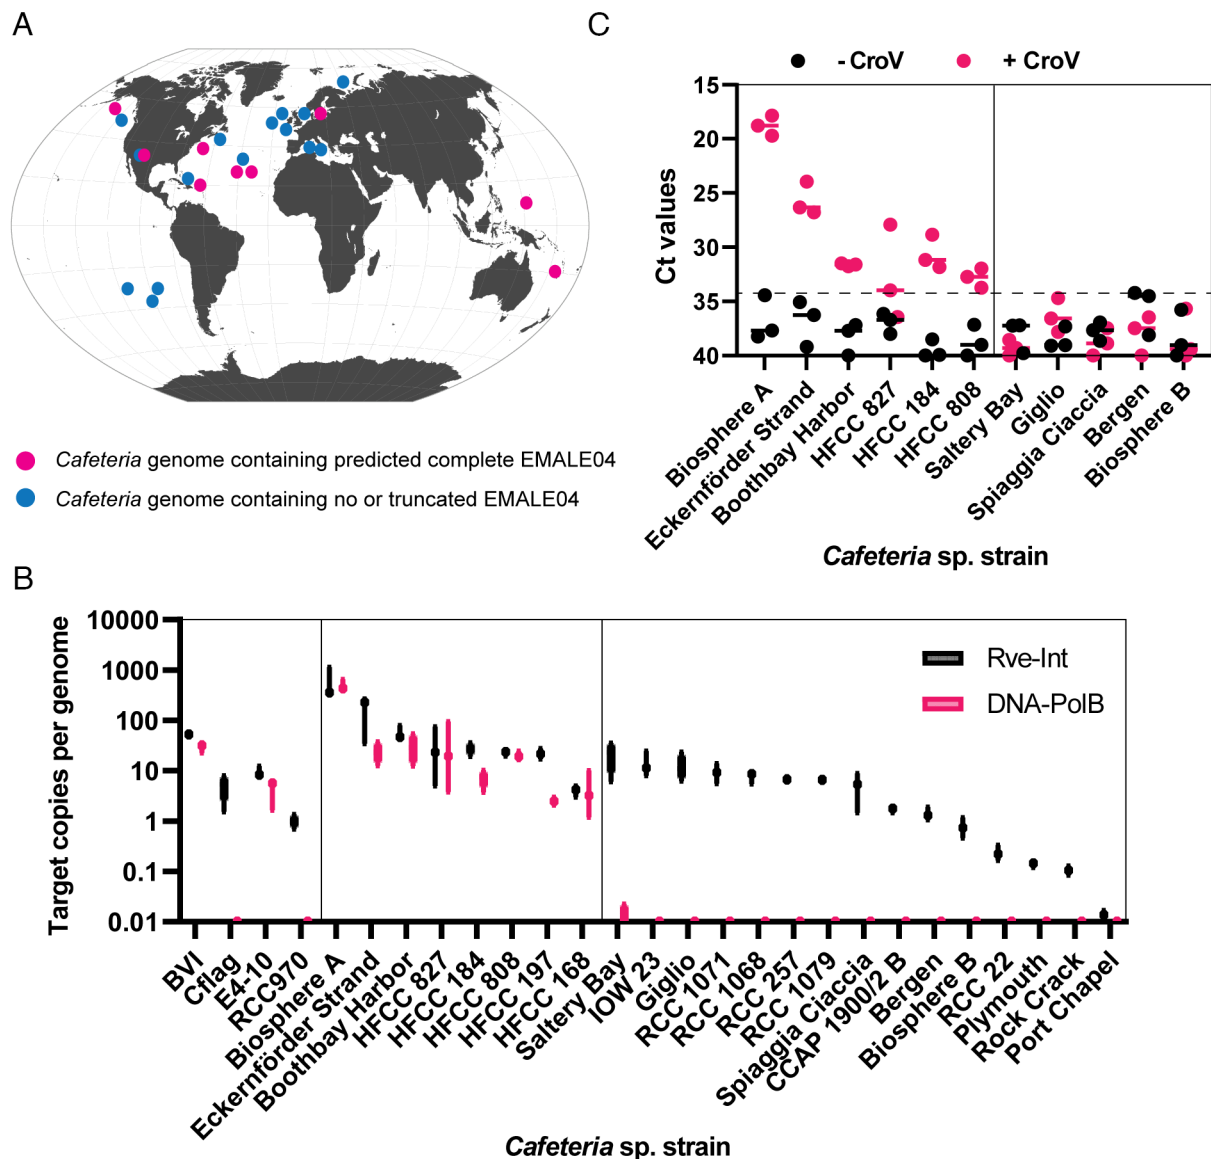 A
Cafeteria genome containing predicted complete EMALE04
Cafeteria genome containing no or truncated EMALE04
C
- CroV
+ CroV
Ct values
15
20
25
30
35
40
Biosphere A
Eckernförder Strand
Boothbay Harbor
HFCC 827
HFCC 184
HFCC 808
Saltery Bay
Giglio
Spiaggia Ciaccia
Bergen
Biosphere B
Cafeteria sp. strain
B
Target copies per genome
10000
1000
100
10
1
0.1
0.01
Rve-Int
DNA-PolB
BVI
Cflag
E4-10
RCC970
Biosphere A
Eckernförder Strand
Boothbay Harbor
HFCC 827
HFCC 184
HFCC 808
HFCC 197
HFCC 168
Saltery Bay
IOW 23
Giglio
RCC 1071
RCC 1068
RCC 257
RCC 1079
Spiaggia Ciaccia
CCAP 1900/2 B
Bergen
Biosphere B
RCC 22
Plymouth
Rock Crack
Port Chapel
Cafeteria sp. strain